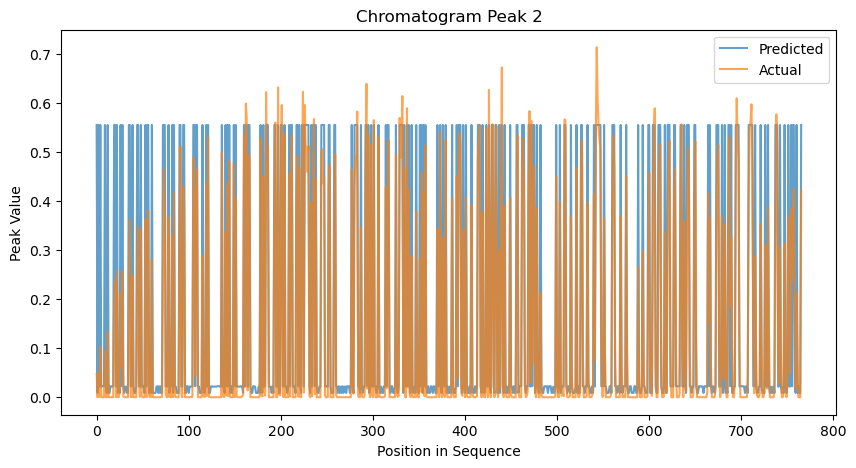 Chromatogram Peak 2
Predicted
Actual
Peak Value
0.7
0.6
0.5
0.4
0.3
0.2
0.1
0.0
0 100 200 300 400 500 600 700 800
Position in Sequence